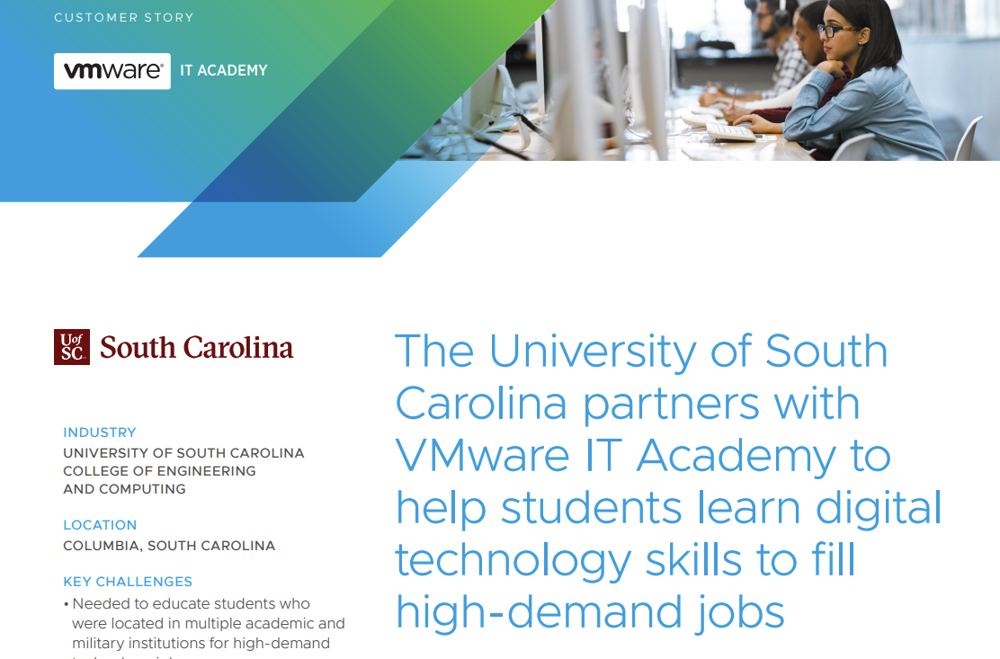 CUSTOMER STORY
vmware® IT ACADEMY
UofSC South Carolina
The University of South
Carolina partners with
VMware IT Academy to
help students learn digital
technology skills to fill
high-demand jobs
INDUSTRY
UNIVERSITY OF SOUTH CAROLINA
COLLEGE OF ENGINEERING
AND COMPUTING
LOCATION
COLUMBIA, SOUTH CAROLINA
KEY CHALLENGES
• Needed to educate students who
were located in multiple academic and
military institutions for high-demand